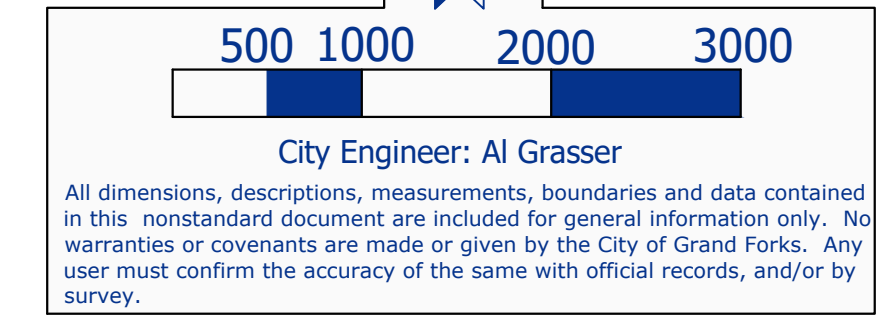 500 1000 2000 3000
City Engineer: Al Grasser
All dimensions, descriptions, measurements, boundaries and data contained
in this nonstandard document are included for general information only. No
warranties or covenants are made or given by the City of Grand Forks. Any
user must confirm the accuracy of the same with official records, and/or by
survey.